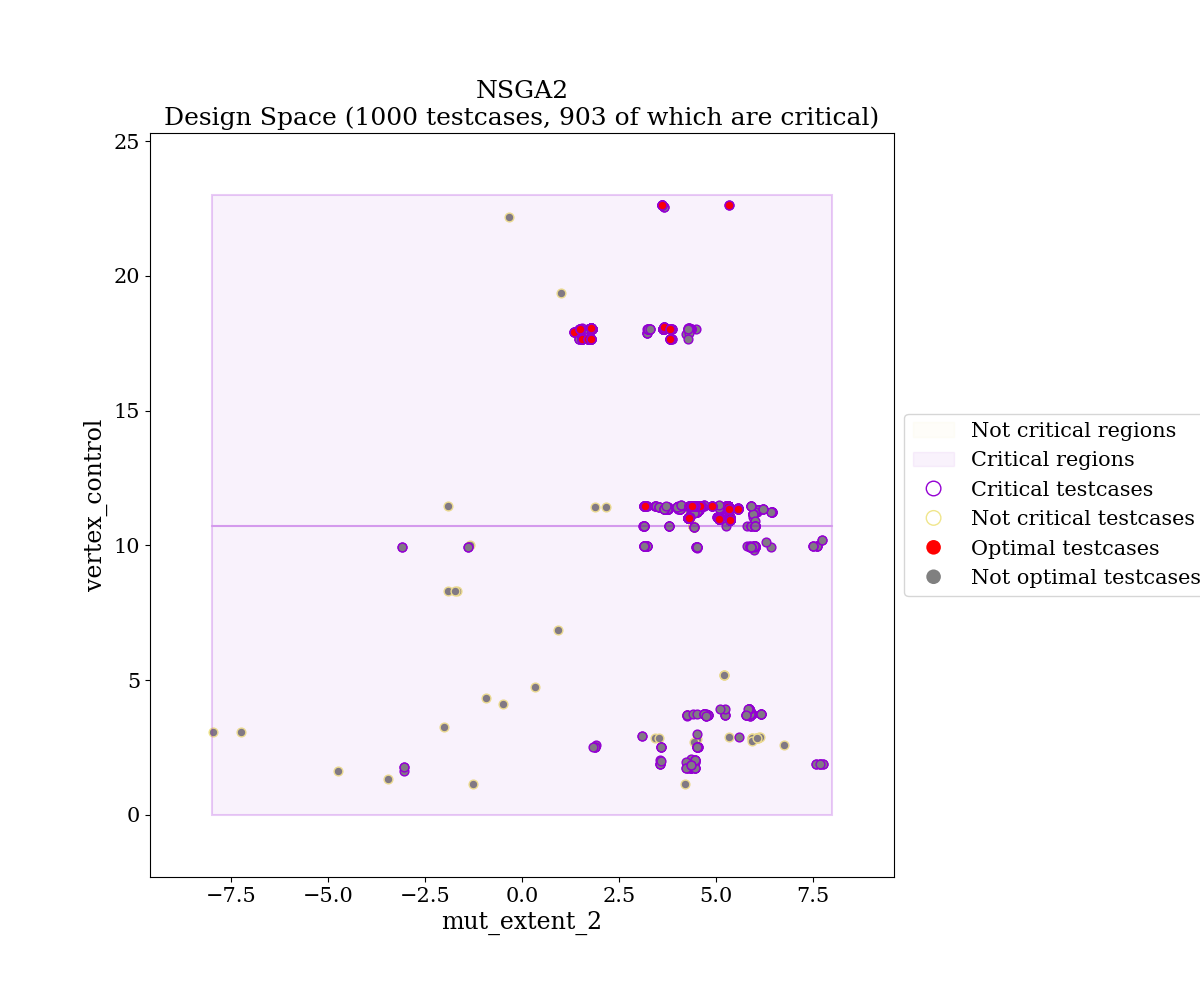 NSGA2
Design Space (1000 testcases, 903 of which are critical)
25
20
15
10
5
0
vertex_control
−7.5
−5.0
−2.5
0.0
2.5
5.0
7.5
mut_extent_2
Not critical regions
Critical regions
Critical testcases
Not critical testcases
Optimal testcases
Not optimal testcases